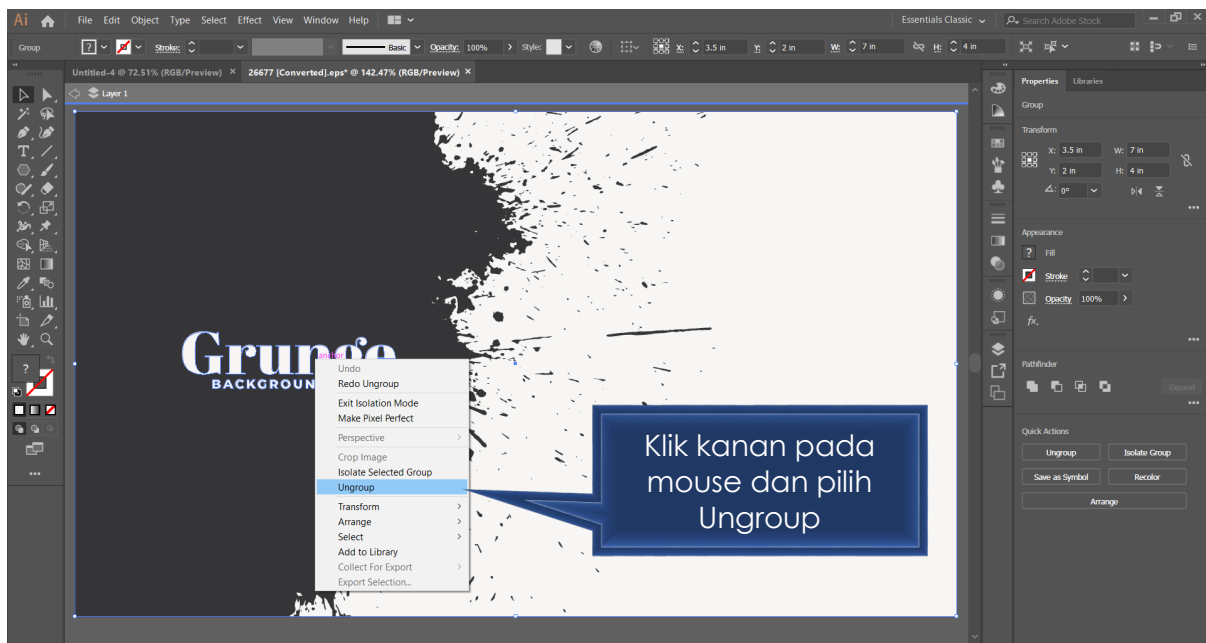 Ai File Edit Object Type Select Effect View Window Help Essentials Classic Search Adobe Stock
Group ? Stroke: Basic Opacity: 100% Style: X: 3.5 in Y: 2 in W: 7 in H: 4 in
Untitled-4 @ 72.51% (RGB/Preview) × 26677 [Converted].eps* @ 142.47% (RGB/Preview) ×
Layer 1
Grunge
BACKGROUN
anchor
Undo
Redo Ungroup
Exit Isolation Mode
Make Pixel Perfect
Perspective
Crop Image
Isolate Selected Group
Ungroup
Transform
Arrange
Select
Add to Library
Collect For Export
Export Selection...
Klik kanan pada
mouse dan pilih
Ungroup
Properties Libraries
Group
Transform
X: 3.5 in W: 7 in
Y: 2 in H: 4 in
0°
Appearance
? Fill
Stroke
Opacity 100%
fx.
Pathfinder
Expand
Quick Actions
Ungroup Isolate Group
Save as Symbol Recolor
Arrange
?